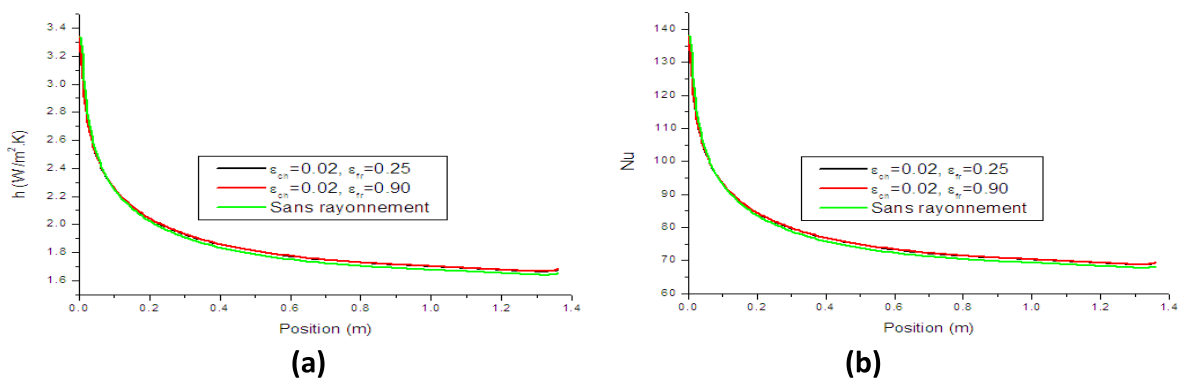 3.4
3.2
3.0
2.8
2.6
2.4
2.2
2.0
1.8
1.6
h (W/m².K)
ε_ch=0.02, ε_fr=0.25
ε_ch=0.02, ε_fr=0.90
Sans rayonnement
0.0 0.2 0.4 0.6 0.8 1.0 1.2 1.4
Position (m)
(a)
140
130
120
110
100
90
80
70
60
Nu
ε_ch=0.02, ε_fr=0.25
ε_ch=0.02, ε_fr=0.90
Sans rayonnement
0.0 0.2 0.4 0.6 0.8 1.0 1.2 1.4
Position (m)
(b)